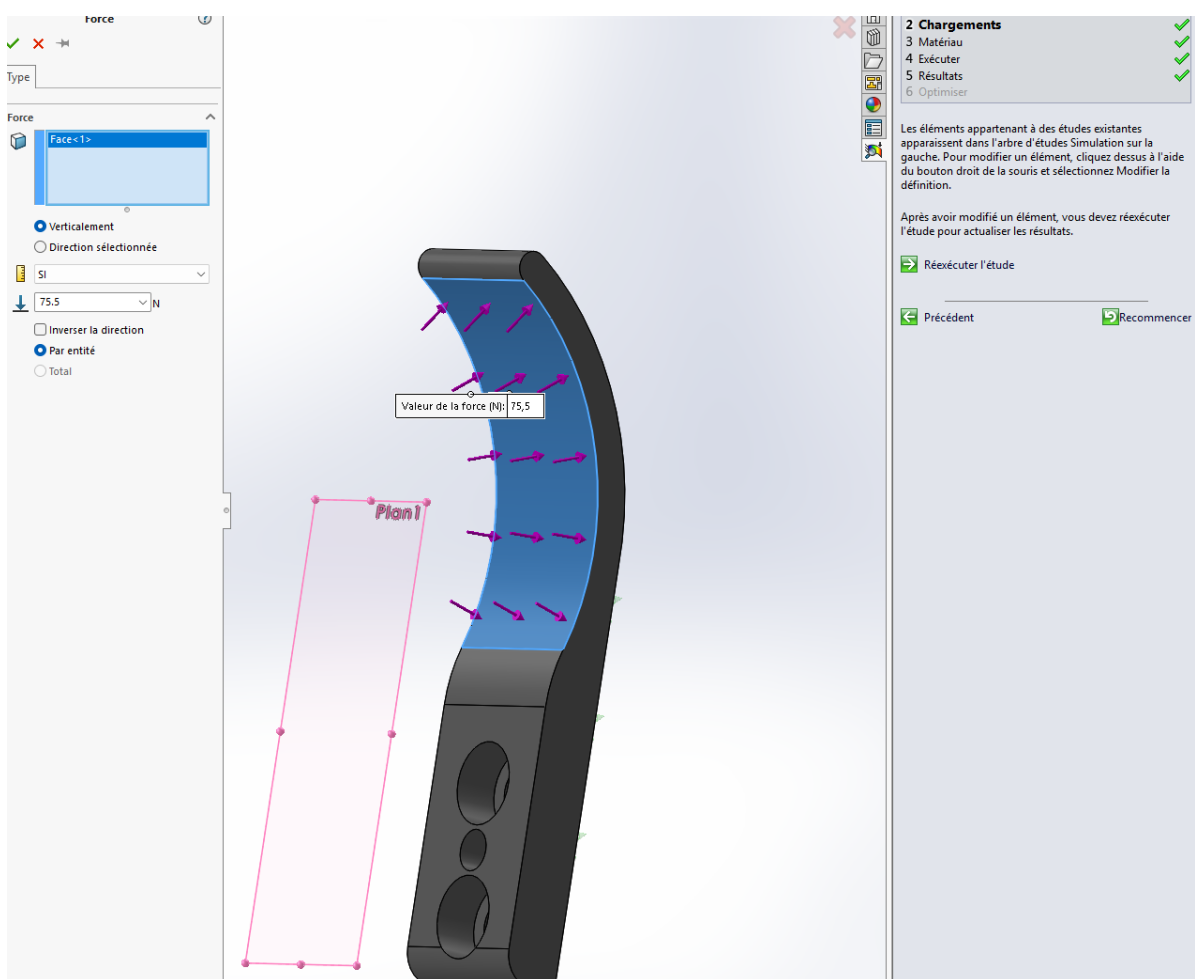 Force
Type
Force
Face<1>
Verticalement
Direction sélectionnée
SI
75.5
N
Inverser la direction
Par entité
Total
Valeur de la force (N): 75,5
Plan1
2 Chargements
3 Matériau
4 Exécuter
5 Résultats
6 Optimiser
Les éléments appartenant à des études existantes
apparaissent dans l'arbre d'études Simulation sur la
gauche. Pour modifier un élément, cliquez dessus à l'aide
du bouton droit de la souris et sélectionnez Modifier la
définition.
Après avoir modifié un élément, vous devez réexécuter
l'étude pour actualiser les résultats.
Réexécuter l'étude
Précédent
Recommencer